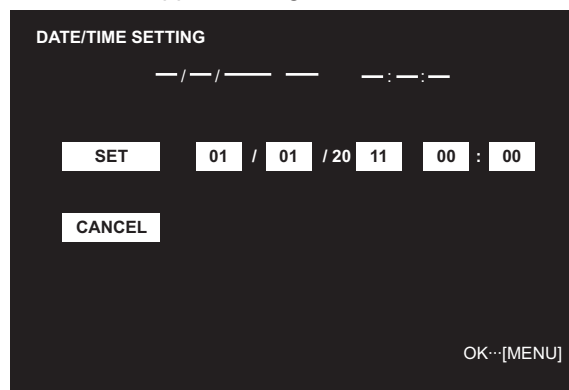 DATE/TIME SETTING
—/—/—— —— —:—:—
SET 01 / 01 / 20 11 00 : 00
CANCEL
OK···[MENU]